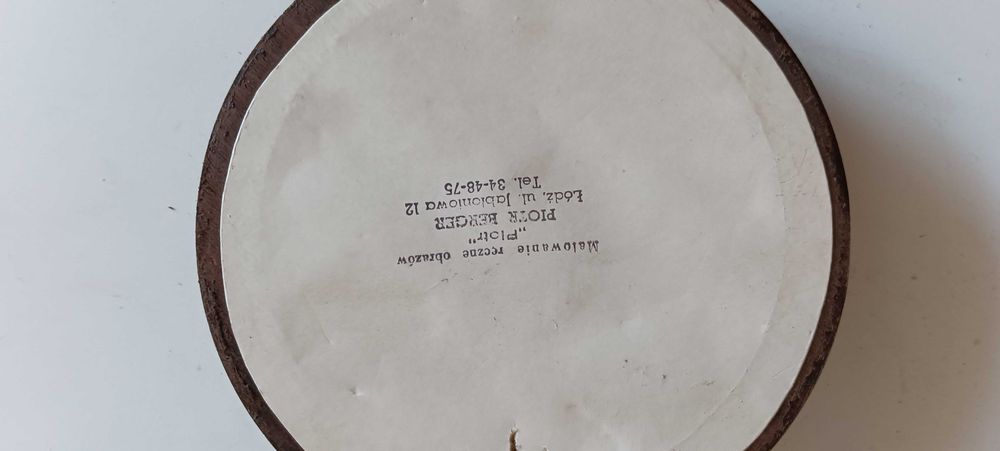 Malowanie ręczne obrazów
„Piotr"
PIOTR BERGER
Łódź, ul. Jabłoniowa 12
Tel. 34-48-75